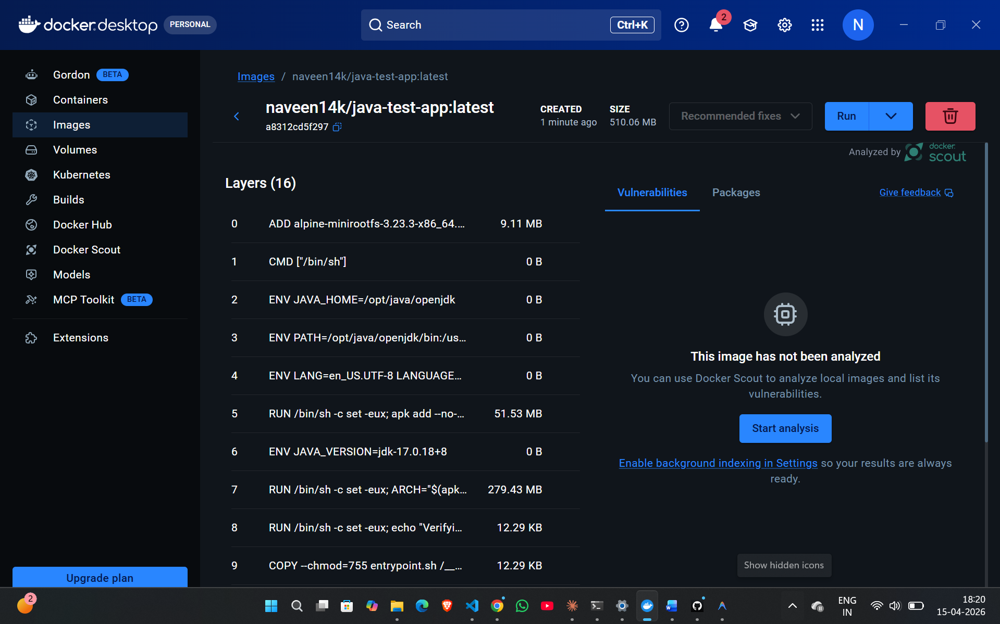 docker desktop PERSONAL
Search Ctrl+K
2
N
Gordon BETA
Containers
Images
Volumes
Kubernetes
Builds
Docker Hub
Docker Scout
Models
MCP Toolkit BETA
Extensions
Upgrade plan
Images / naveen14k/java-test-app:latest
naveen14k/java-test-app:latest
a8312cd5f297
CREATED
1 minute ago
SIZE
510.06 MB
Recommended fixes
Run
Analyzed by docker scout
Layers (16)
0 ADD alpine-minirootfs-3.23.3-x86_64.... 9.11 MB
1 CMD ["/bin/sh"] 0 B
2 ENV JAVA_HOME=/opt/java/openjdk 0 B
3 ENV PATH=/opt/java/openjdk/bin:/us... 0 B
4 ENV LANG=en_US.UTF-8 LANGUAGE... 0 B
5 RUN /bin/sh -c set -eux; apk add --no-... 51.53 MB
6 ENV JAVA_VERSION=jdk-17.0.18+8 0 B
7 RUN /bin/sh -c set -eux; ARCH="$(apk... 279.43 MB
8 RUN /bin/sh -c set -eux; echo "Verifyi... 12.29 KB
9 COPY --chmod=755 entrypoint.sh /__... 12.29 KB
Vulnerabilities Packages Give feedback
This image has not been analyzed
You can use Docker Scout to analyze local images and list its
vulnerabilities.
Start analysis
Enable background indexing in Settings so your results are always
ready.
Show hidden icons
2
ENG
IN
18:20
15-04-2026